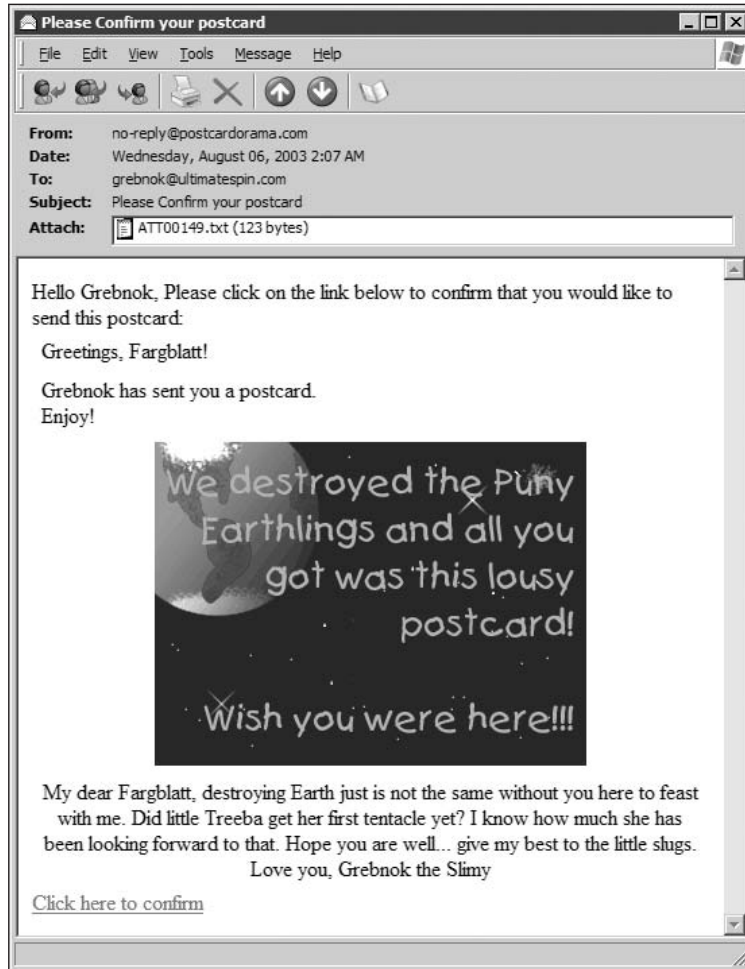 Please Confirm your postcard
File Edit View Tools Message Help
From: no-reply@postcardorama.com
Date: Wednesday, August 06, 2003 2:07 AM
To: grebnok@ultimatespin.com
Subject: Please Confirm your postcard
Attach: ATT00149.txt (123 bytes)
Hello Grebnok, Please click on the link below to confirm that you would like to
send this postcard:
Greetings, Fargblatt!
Grebnok has sent you a postcard.
Enjoy!
We destroyed the Puny
Earthlings and all you
got was this lousy
postcard!
Wish you were here!!!
My dear Fargblatt, destroying Earth just is not the same without you here to feast
with me. Did little Treeba get her first tentacle yet? I know how much she has
been looking forward to that. Hope you are well... give my best to the little slugs.
Love you, Grebnok the Slimy
Click here to confirm